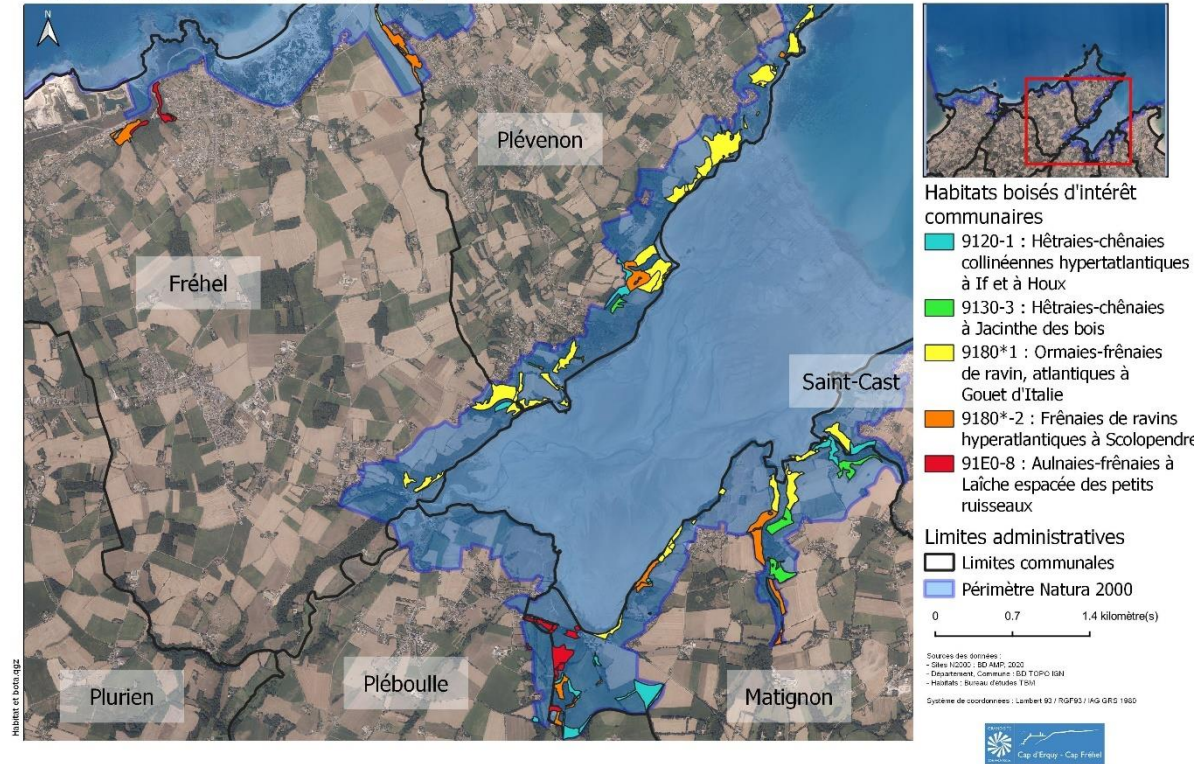 N
Plévenon
Fréhel
Saint-Cast
Plurien
Pléboulle
Matignon
Habitat et bota.qgz
Habitats boisés d'intérêt
communaires
9120-1 : Hêtraies-chênaies
collinéennes hypertatlantiques
à If et à Houx
9130-3 : Hêtraies-chênaies
à Jacinthe des bois
9180*1 : Ormaies-frênaies
de ravin, atlantiques à
Gouet d'Italie
9180*-2 : Frênaies de ravins
hyperatlantiques à Scolopendre
91E0-8 : Aulnaies-frênaies à
Laîche espacée des petits
ruisseaux
Limites administratives
Limites communales
Périmètre Natura 2000
0 0.7 1.4 kilomètre(s)
Sources des données :
- Sites N2000 : BD AMP, 2020
- Département, Commune : BD TOPO IGN
- Habitats : Bureau d'études TBM
Système de coordonnées : Lambert 93 / RGF93 / IAG GRS 1980
Cap d'Erquy - Cap Fréhel